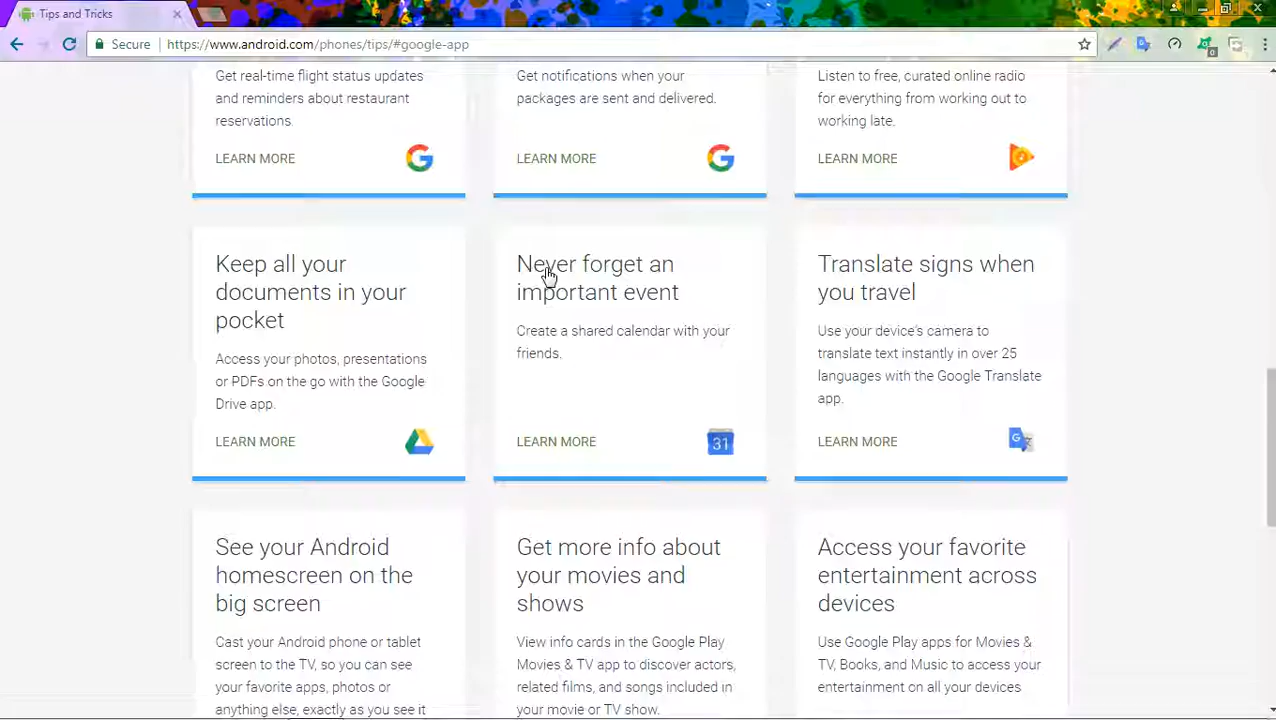 Tips and Tricks
Secure
https://www.android.com/phones/tips/#google-app
Get real-time flight status updates
and reminders about restaurant
reservations.
LEARN MORE
Get notifications when your
packages are sent and delivered.
LEARN MORE
Listen to free, curated online radio
for everything from working out to
working late.
LEARN MORE
Keep all your
documents in your
pocket
Access your photos, presentations
or PDFs on the go with the Google
Drive app.
LEARN MORE
Never forget an
important event
Create a shared calendar with your
friends.
LEARN MORE
31
Translate signs when
you travel
Use your device's camera to
translate text instantly in over 25
languages with the Google Translate
app.
LEARN MORE
See your Android
homescreen on the
big screen
Cast your Android phone or tablet
screen to the TV, so you can see
your favorite apps, photos or
anything else, exactly as you see it
Get more info about
your movies and
shows
View info cards in the Google Play
Movies & TV app to discover actors,
related films, and songs included in
your movie or TV show.
Access your favorite
entertainment across
devices
Use Google Play apps for Movies &
TV, Books, and Music to access your
entertainment on all your devices